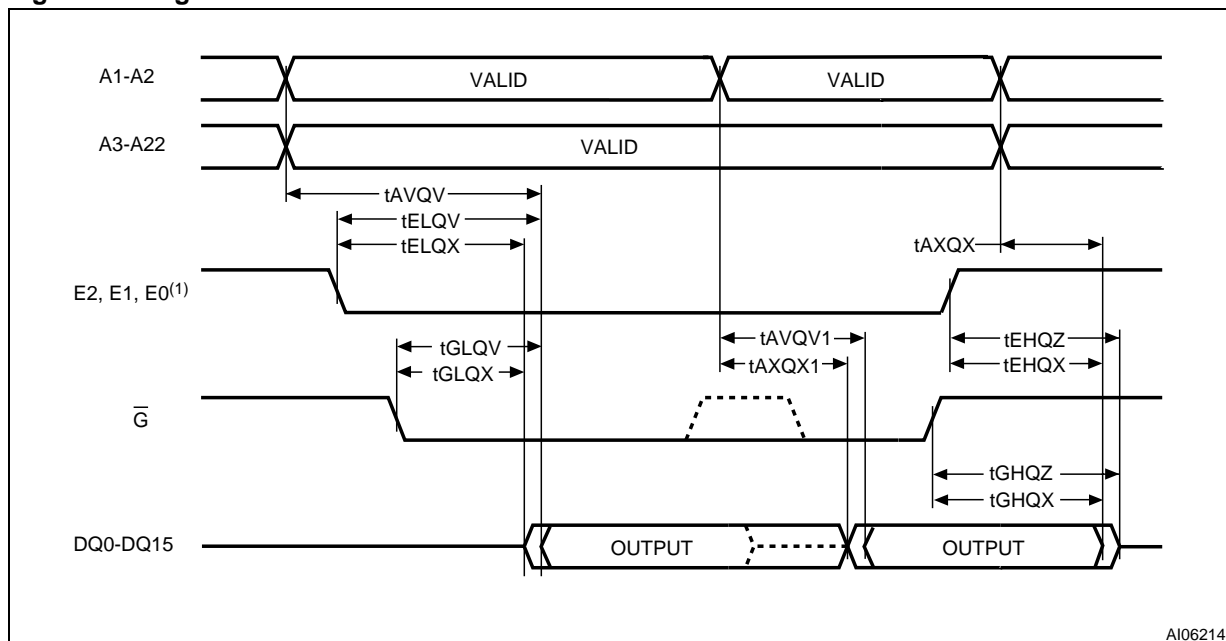 A1-A2
VALID
VALID
A3-A22
VALID
tAVQV
tELQV
tELQX
tAXQX
E2, E1, E0(1)
tAVQV1
tAXQX1
tEHQZ
tEHQX
tGLQV
tGLQX
G̅
tGHQZ
tGHQX
DQ0-DQ15
OUTPUT
OUTPUT
AI06214